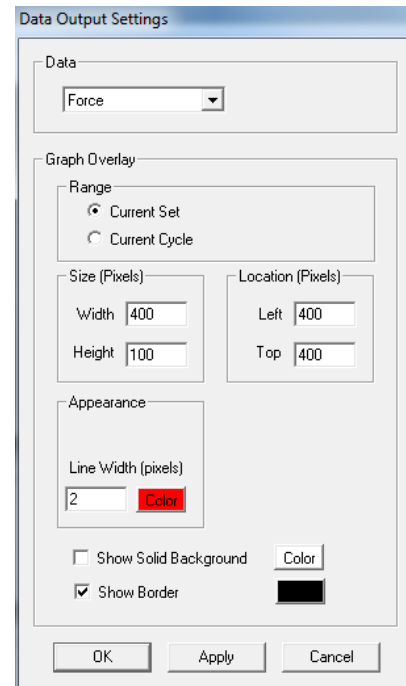 Data Output Settings
Data
Force
Graph Overlay
Range
Current Set
Current Cycle
Size (Pixels)
Location (Pixels)
Width 400
Left 400
Height 100
Top 400
Appearance
Line Width (pixels)
2 Color
Show Solid Background Color
Show Border
OK Apply Cancel